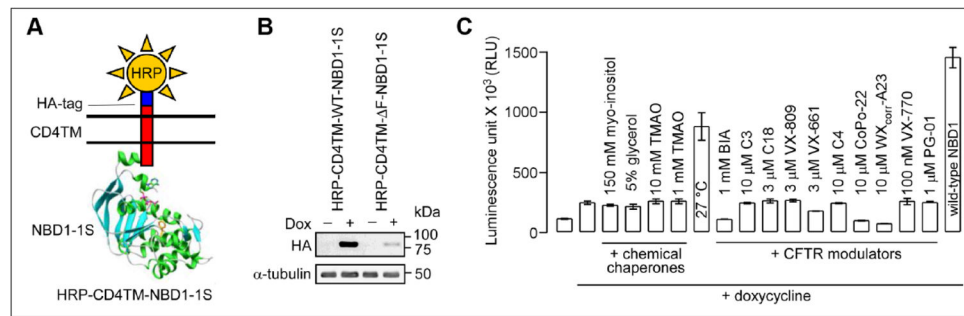 A
HRP
HA-tag
CD4TM
NBD1-1S
HRP-CD4TM-NBD1-1S
B
HRP-CD4TM-WT-NBD1-1S
HRP-CD4TM-ΔF-NBD1-1S
Dox – + – + kDa
HA
100
75
α-tubulin
50
C
Luminescence unit X 10³ (RLU)
1500
1000
500
0
150 mM myo-inositol
5% glycerol
10 mM TMAO
1 mM TMAO
27 °C
1 mM BIA
10 µM C3
3 µM C18
3 µM VX-809
3 µM VX-661
10 µM C4
10 µM CoPo-22
10 µM WXcorr-A23
100 nM VX-770
1 µM PG-01
wild-type NBD1
+ chemical
chaperones
+ CFTR modulators
+ doxycycline